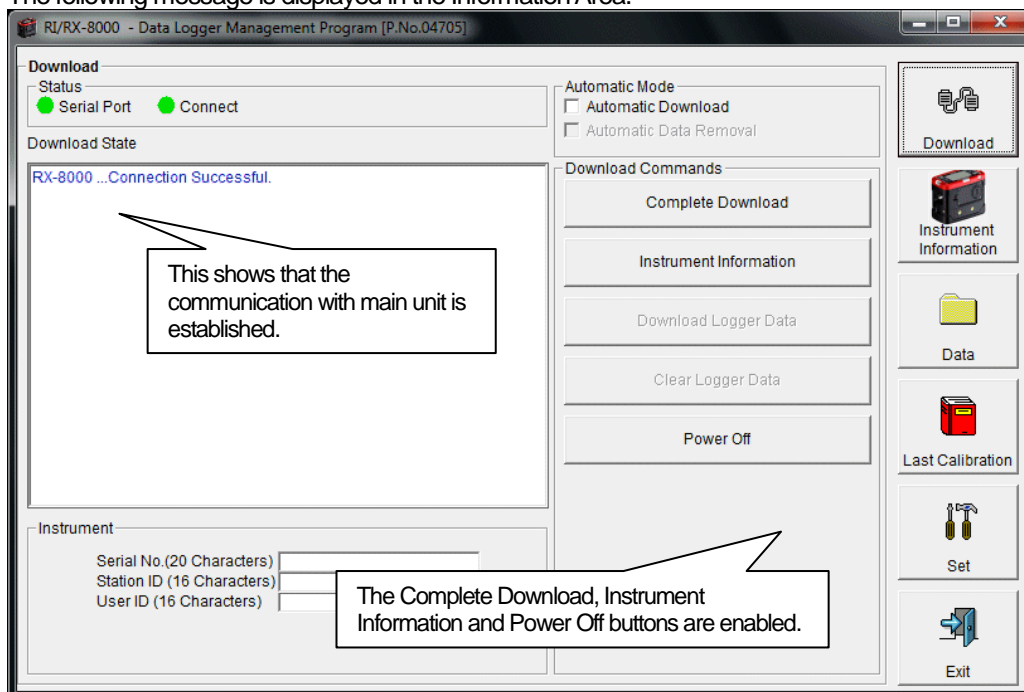 The following message is displayed in the Information Area.
RI/RX-8000 - Data Logger Management Program [P.No.04705]
Download
Status
Serial Port Connect
Download State
RX-8000 ...Connection Successful.
This shows that the
communication with main unit is
established.
Instrument
Serial No.(20 Characters)
Station ID (16 Characters)
User ID (16 Characters)
Automatic Mode
Automatic Download
Automatic Data Removal
Download Commands
Complete Download
Instrument Information
Download Logger Data
Clear Logger Data
Power Off
The Complete Download, Instrument
Information and Power Off buttons are enabled.
Download
Instrument
Information
Data
Last Calibration
Set
Exit